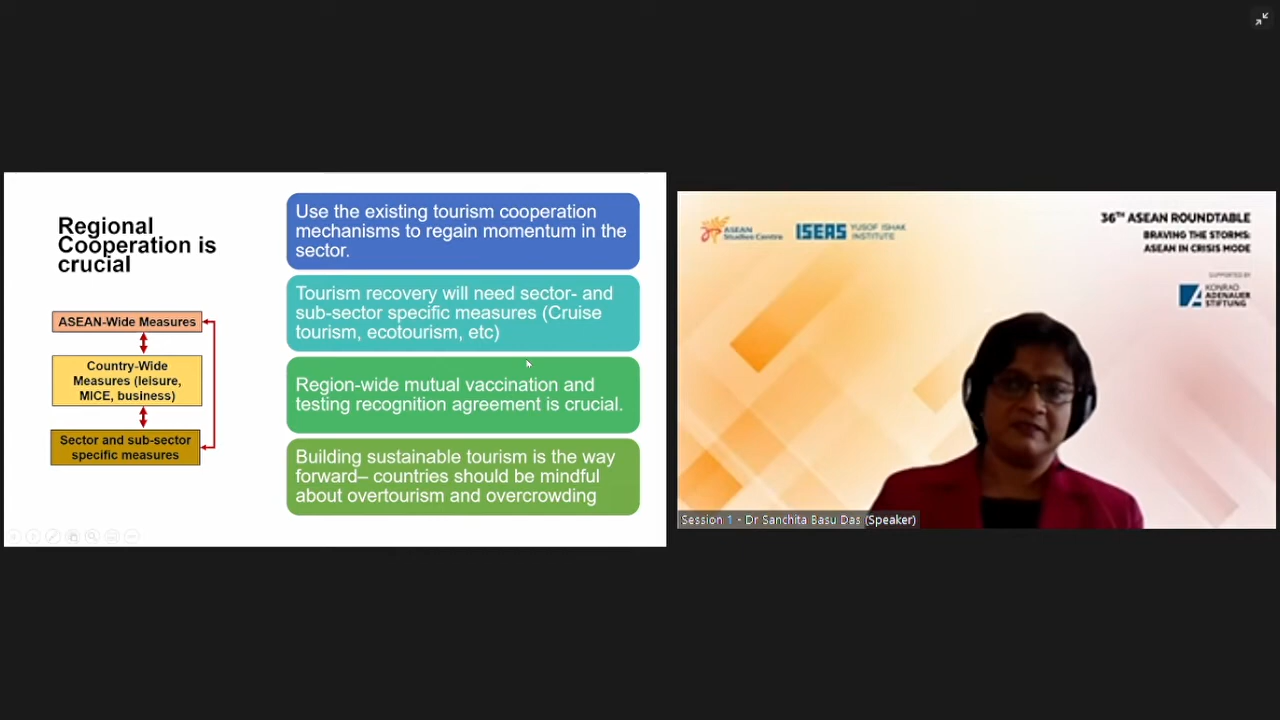 Regional
Cooperation is
crucial
ASEAN-Wide Measures
Country-Wide
Measures (leisure,
MICE, business)
Sector and sub-sector
specific measures
Use the existing tourism cooperation
mechanisms to regain momentum in the
sector.
Tourism recovery will need sector- and
sub-sector specific measures (Cruise
tourism, ecotourism, etc)
Region-wide mutual vaccination and
testing recognition agreement is crucial.
Building sustainable tourism is the way
forward– countries should be mindful
about overtourism and overcrowding
ASEAN
Studies Centre
ISEAS
YUSOF ISHAK
INSTITUTE
36TH ASEAN ROUNDTABLE
BRAVING THE STORMS:
ASEAN IN CRISIS MODE
SUPPORTED BY
KONRAD
ADENAUER
STIFTUNG
Session 1 - Dr Sanchita Basu Das (Speaker)